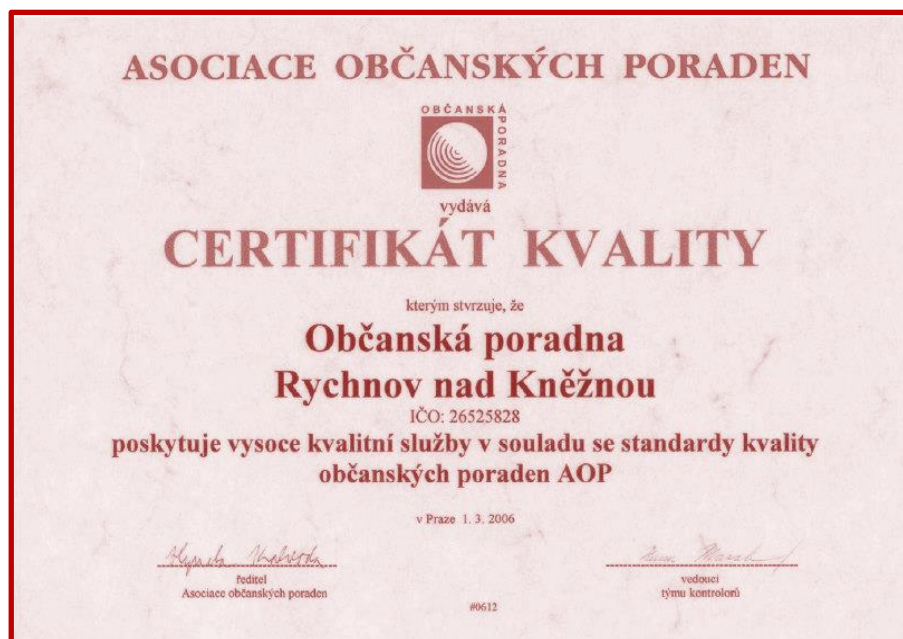 ASOCIACE OBČANSKÝCH PORADEN
OBČANSKÁ
PORADNA
vydává
CERTIFIKÁT KVALITY
kterým stvrzuje, že
Občanská poradna
Rychnov nad Kněžnou
IČO: 26525828
poskytuje vysoce kvalitní služby v souladu se standardy kvality
občanských poraden AOP
v Praze 1. 3. 2006
ředitel
Asociace občanských poraden
vedoucí
týmu kontrolorů
#0612